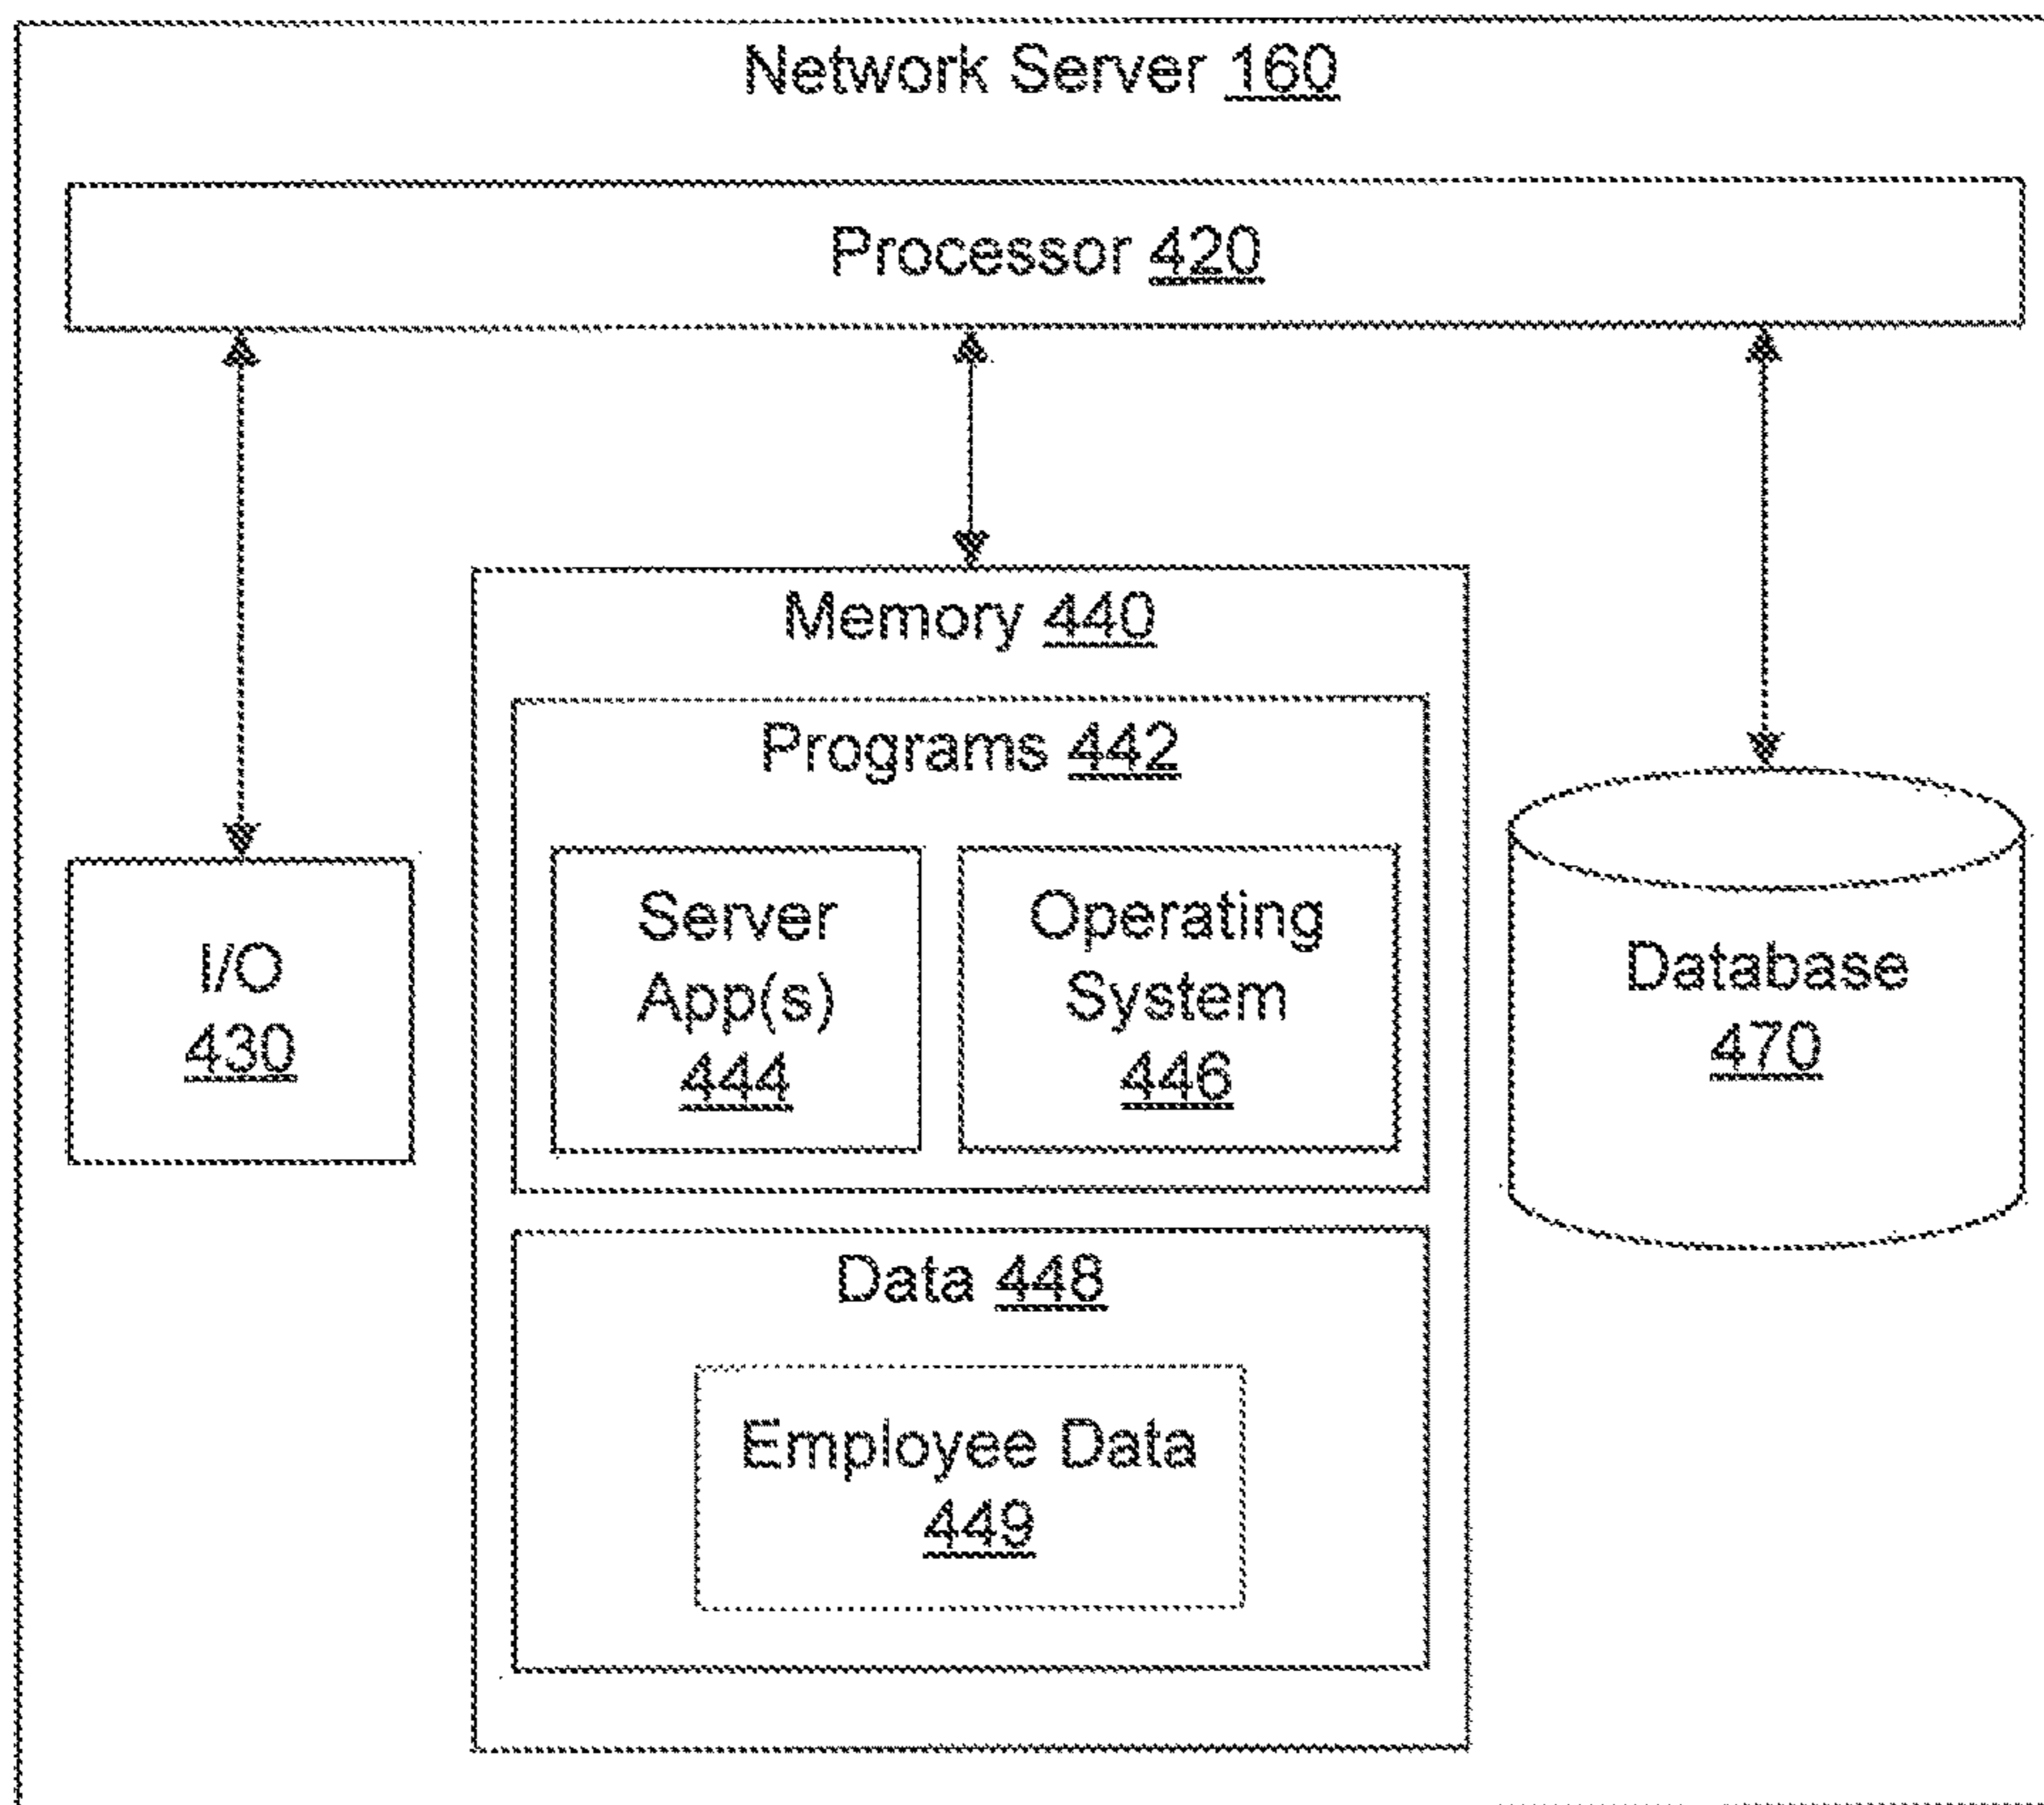 Network Server 160
Processor 420
Memory 440
Programs 442
Server
App(s)
444
Operating
System
446
I/O
430
Database
470
Data 448
Employee Data
449